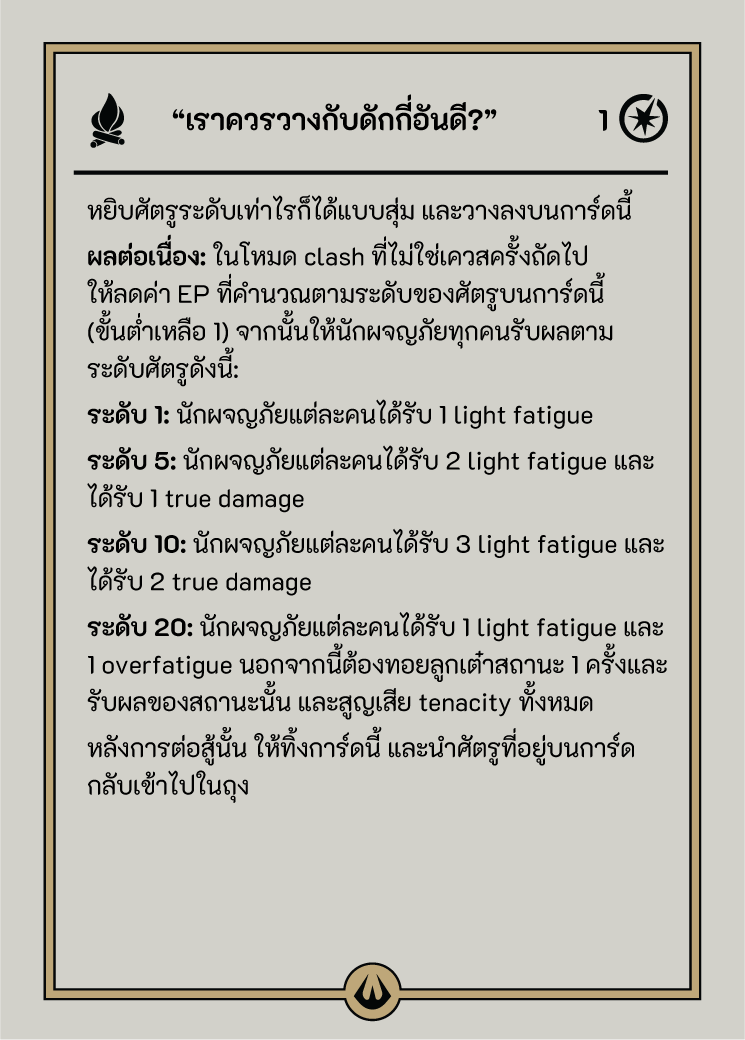 “เราควรวางกับดักกี่อันดี?” 1
หยิบศัตรูระดับเท่าไรก็ได้แบบสุ่ม และวางลงบนการ์ดนี้
ผลต่อเนื่อง: ในโหมด clash ที่ไม่ใช่เควสครั้งถัดไป
ให้ลดค่า EP ที่คำนวณตามระดับของศัตรูบนการ์ดนี้
(ขั้นต่ำเหลือ 1) จากนั้นให้นักผจญภัยทุกคนรับผลตาม
ระดับศัตรูดังนี้:
ระดับ 1: นักผจญภัยแต่ละคนได้รับ 1 light fatigue
ระดับ 5: นักผจญภัยแต่ละคนได้รับ 2 light fatigue และ
ได้รับ 1 true damage
ระดับ 10: นักผจญภัยแต่ละคนได้รับ 3 light fatigue และ
ได้รับ 2 true damage
ระดับ 20: นักผจญภัยแต่ละคนได้รับ 1 light fatigue และ
1 overfatigue นอกจากนี้ต้องทอยลูกเต๋าสถานะ 1 ครั้งและ
รับผลของสถานะนั้น และสูญเสีย tenacity ทั้งหมด
หลังการต่อสู้นั้น ให้ทิ้งการ์ดนี้ และนำศัตรูที่อยู่บนการ์ด
กลับเข้าไปในถุง